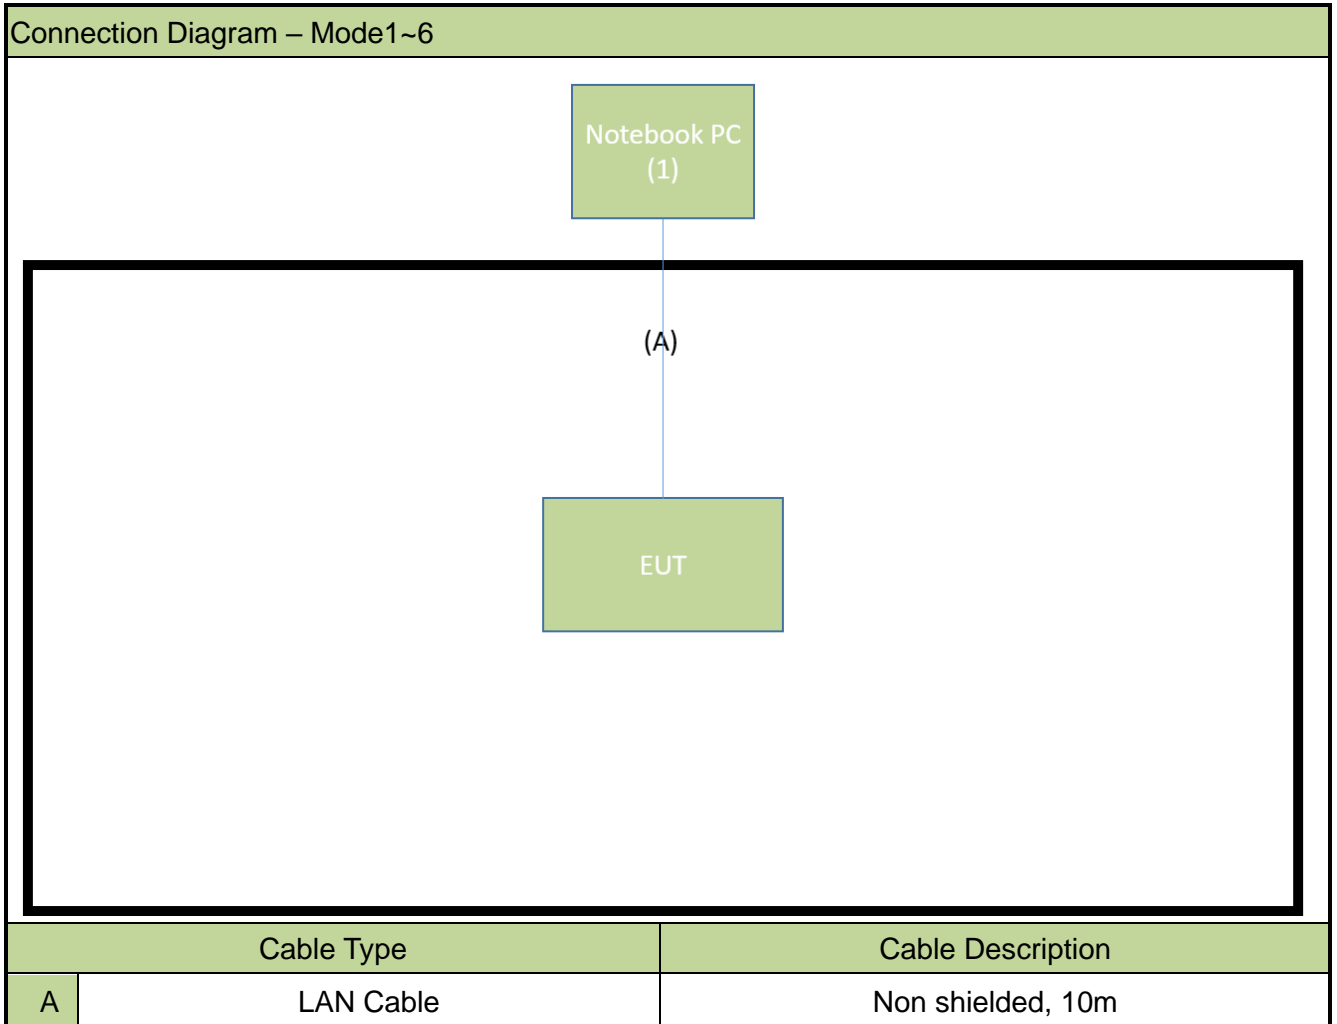 Connection Diagram – Mode1~6
Notebook PC
(1)
(A)
EUT
Cable Type
Cable Description
A
LAN Cable
Non shielded, 10m